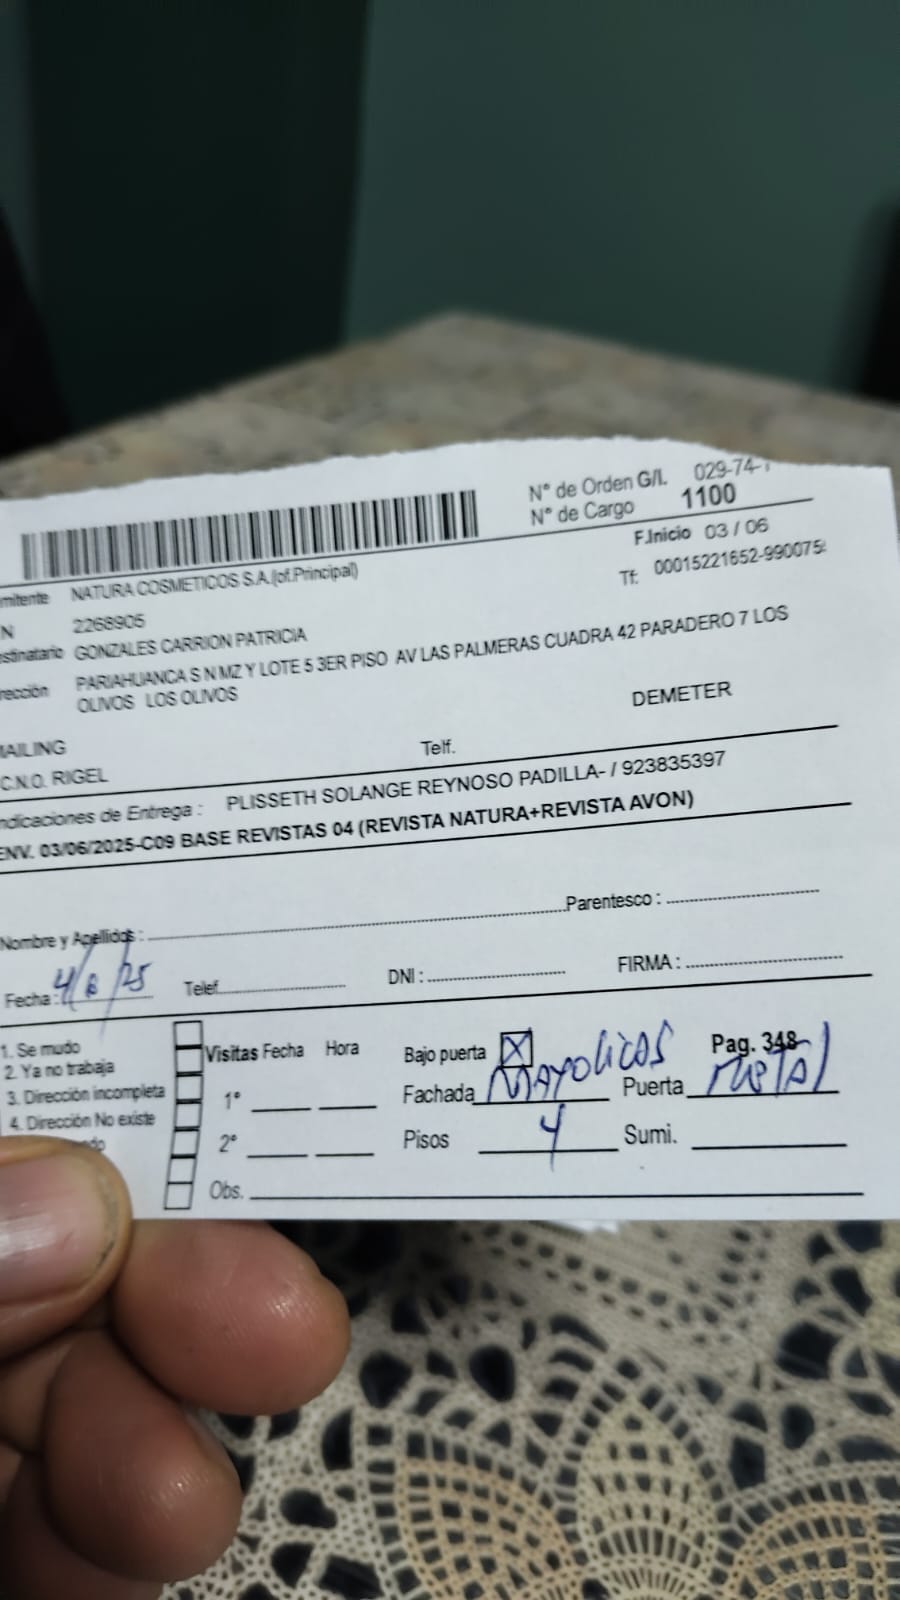 N° de Orden G/I. 029-74-
N° de Cargo 1100
F.Inicio 03 / 06
mitente NATURA COSMETICOS S.A.(of.Principal)
Tf: 00015221652-990075
N 2268905
stinatario GONZALES CARRION PATRICIA
rección PARIAHUANCA S N MZ Y LOTE 5 3ER PISO AV LAS PALMERAS CUADRA 42 PARADERO 7 LOS
OLIVOS LOS OLIVOS
DEMETER
MAILING
Telf.
C.N.O. RIGEL
ndicaciones de Entrega : PLISSETH SOLANGE REYNOSO PADILLA- / 923835397
ENV. 03/06/2025-C09 BASE REVISTAS 04 (REVISTA NATURA+REVISTA AVON)
Nombre y Apellidos : Parentesco :
Fecha : 4/6/25 Telef. DNI : FIRMA :
1. Se mudo
2. Ya no trabaja
3. Dirección incompleta
4. Dirección No existe
Visitas Fecha Hora
1°
2°
Obs.
Bajo puerta X Pag. 348
Fachada Mayolicas Puerta Metal
Pisos 4 Sumi.